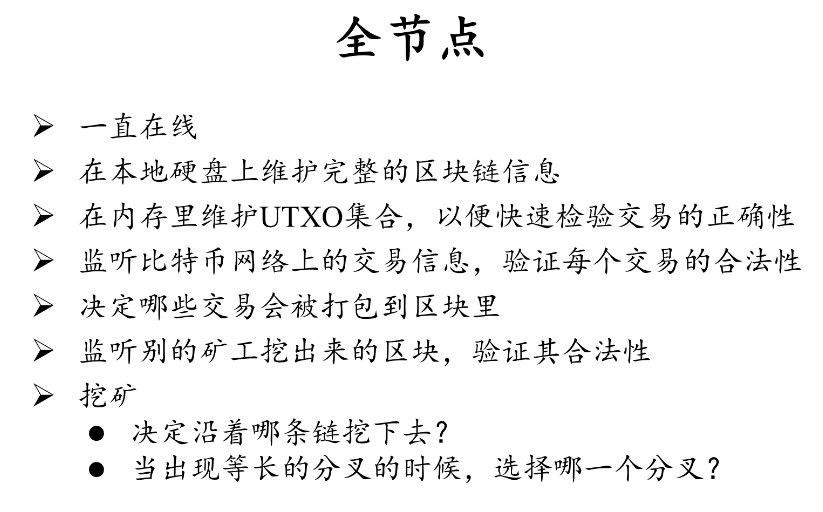 全节点
➢ 一直在线
➢ 在本地硬盘上维护完整的区块链信息
➢ 在内存里维护UTXO集合，以便快速检验交易的正确性
➢ 监听比特币网络上的交易信息，验证每个交易的合法性
➢ 决定哪些交易会被打包到区块里
➢ 监听别的矿工挖出来的区块，验证其合法性
➢ 挖矿
● 决定沿着哪条链挖下去？
● 当出现等长的分叉的时候，选择哪一个分叉？